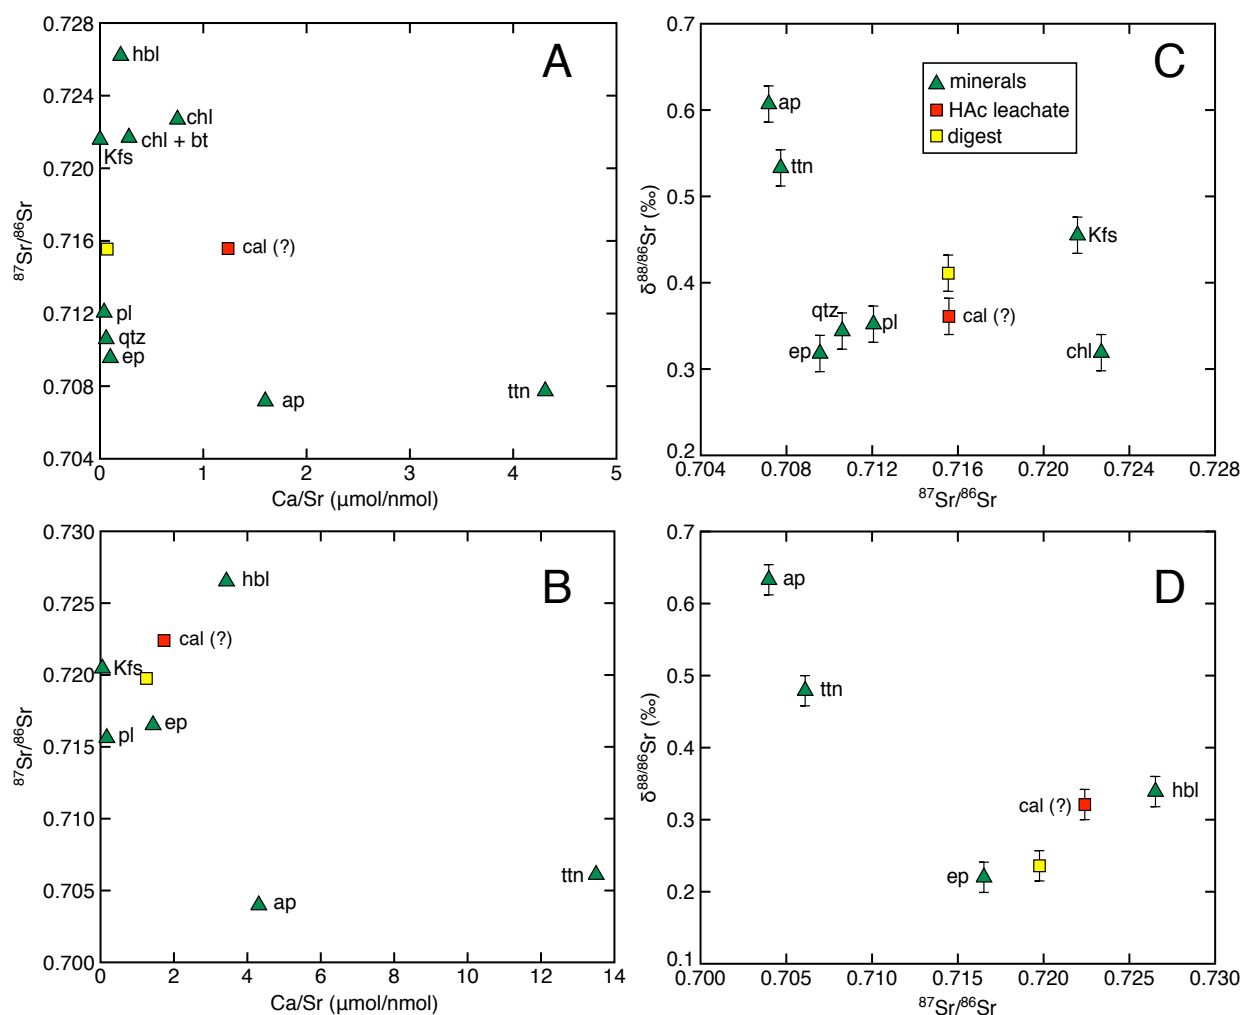 A
⁸⁷Sr/⁸⁶Sr
0.728
0.724
0.720
0.716
0.712
0.708
0.704
hbl
chl
chl + bt
Kfs
cal (?)
pl
qtz
ep
ap
ttn
0 1 2 3 4 5
Ca/Sr (µmol/nmol)
C
δ⁸⁸/⁸⁶Sr (‰)
0.7
0.6
0.5
0.4
0.3
0.2
minerals
HAc leachate
digest
ap
ttn
Kfs
qtz
pl
cal (?)
ep
chl
0.704 0.708 0.712 0.716 0.720 0.724 0.728
⁸⁷Sr/⁸⁶Sr
B
⁸⁷Sr/⁸⁶Sr
0.730
0.725
0.720
0.715
0.710
0.705
0.700
hbl
cal (?)
Kfs
ep
pl
ttn
ap
0 2 4 6 8 10 12 14
Ca/Sr (µmol/nmol)
D
δ⁸⁸/⁸⁶Sr (‰)
0.7
0.6
0.5
0.4
0.3
0.2
0.1
ap
ttn
hbl
cal (?)
ep
0.700 0.705 0.710 0.715 0.720 0.725 0.730
⁸⁷Sr/⁸⁶Sr